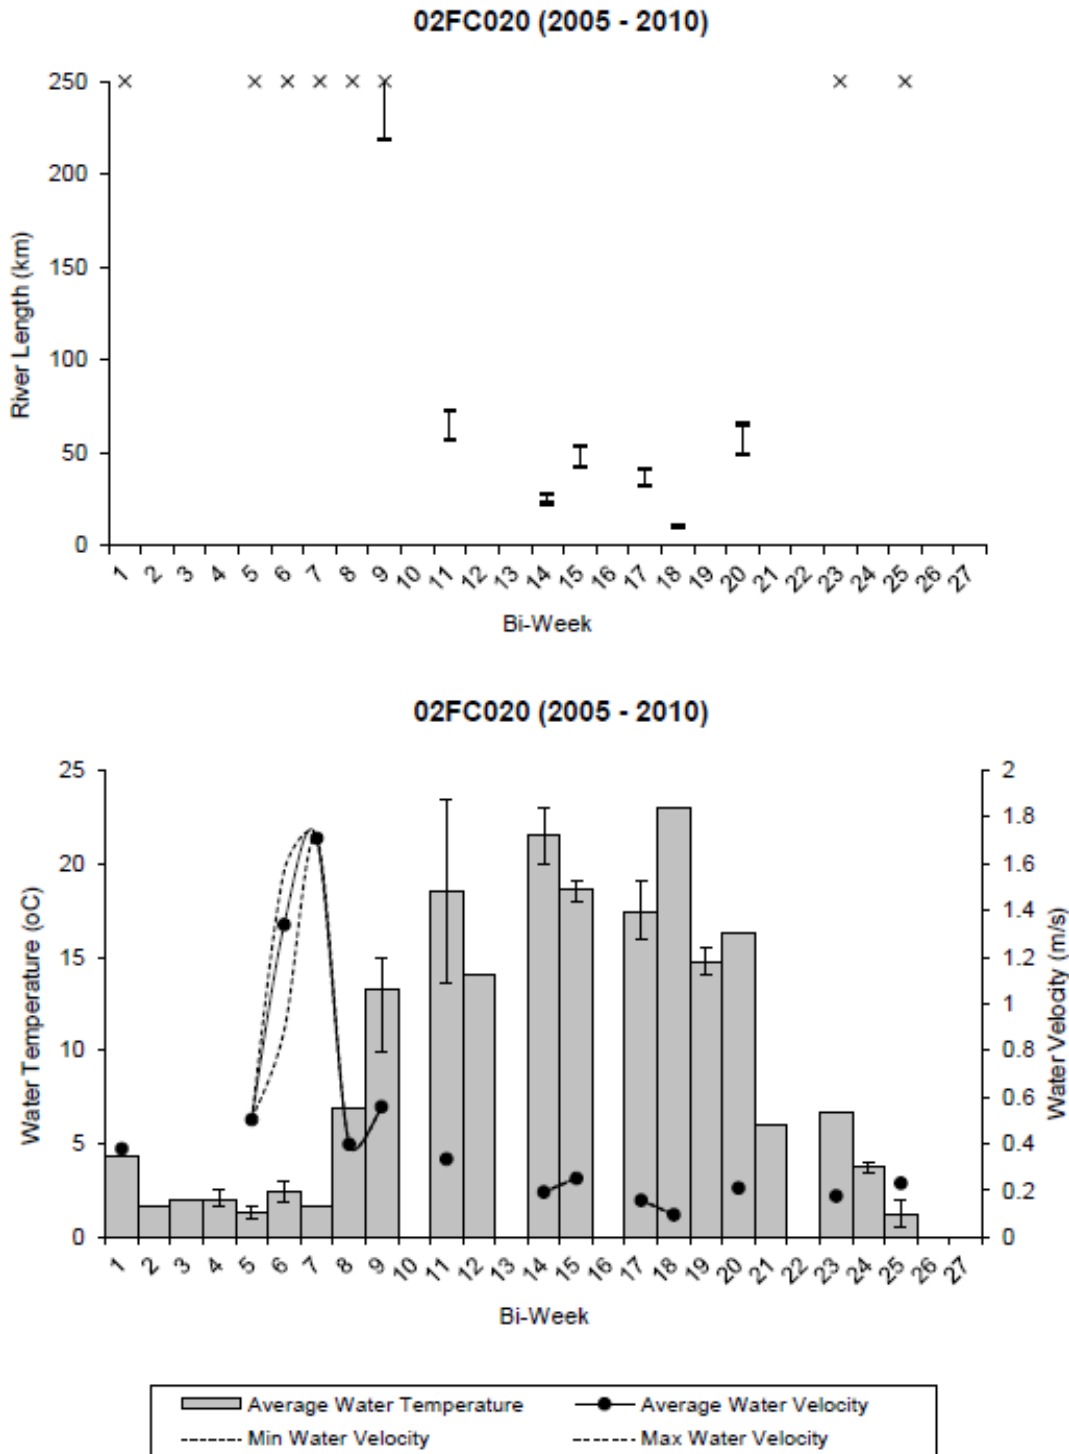 02FC020 (2005 - 2010)
250
200
150
100
50
0
River Length (km)
1 2 3 4 5 6 7 8 9 10 11 12 13 14 15 16 17 18 19 20 21 22 23 24 25 26 27
Bi-Week
02FC020 (2005 - 2010)
25
20
15
10
5
0
Water Temperature (oC)
2
1.8
1.6
1.4
1.2
1
0.8
0.6
0.4
0.2
0
Water Velocity (m/s)
1 2 3 4 5 6 7 8 9 10 11 12 13 14 15 16 17 18 19 20 21 22 23 24 25 26 27
Bi-Week
Average Water Temperature
Average Water Velocity
Min Water Velocity
Max Water Velocity